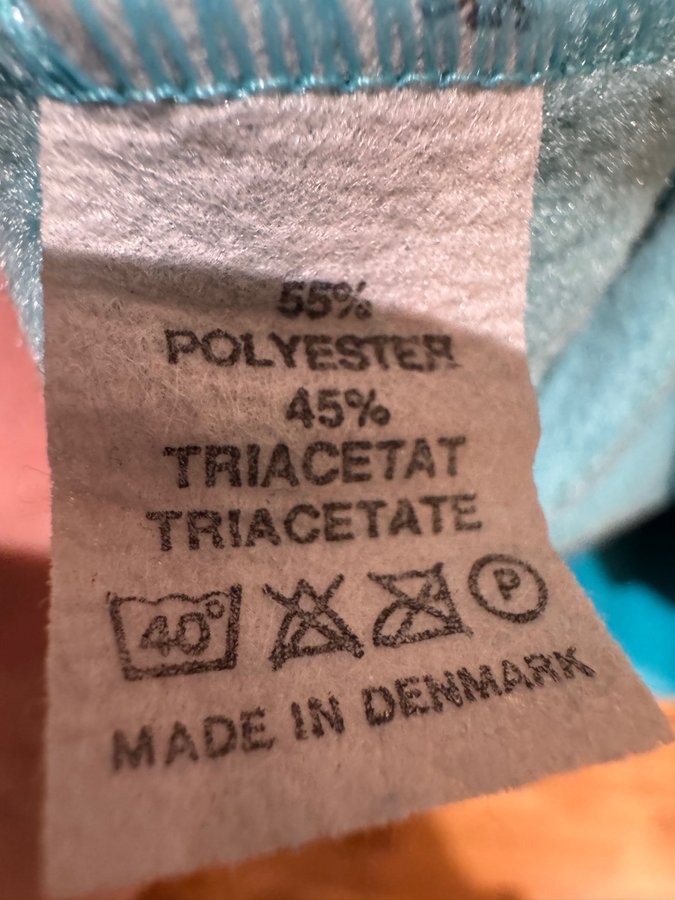 55%
POLYESTER
45%
TRIACETAT
TRIACETATE
40° P
MADE IN DENMARK